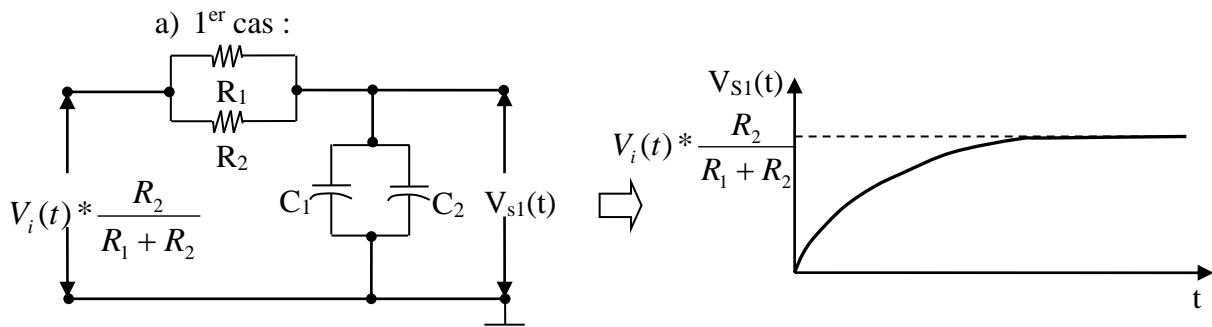 a) 1er cas :
R1
R2
C1
C2
Vi(t) * R2 / (R1 + R2)
Vs1(t)
VS1(t)
Vi(t) * R2 / (R1 + R2)
t